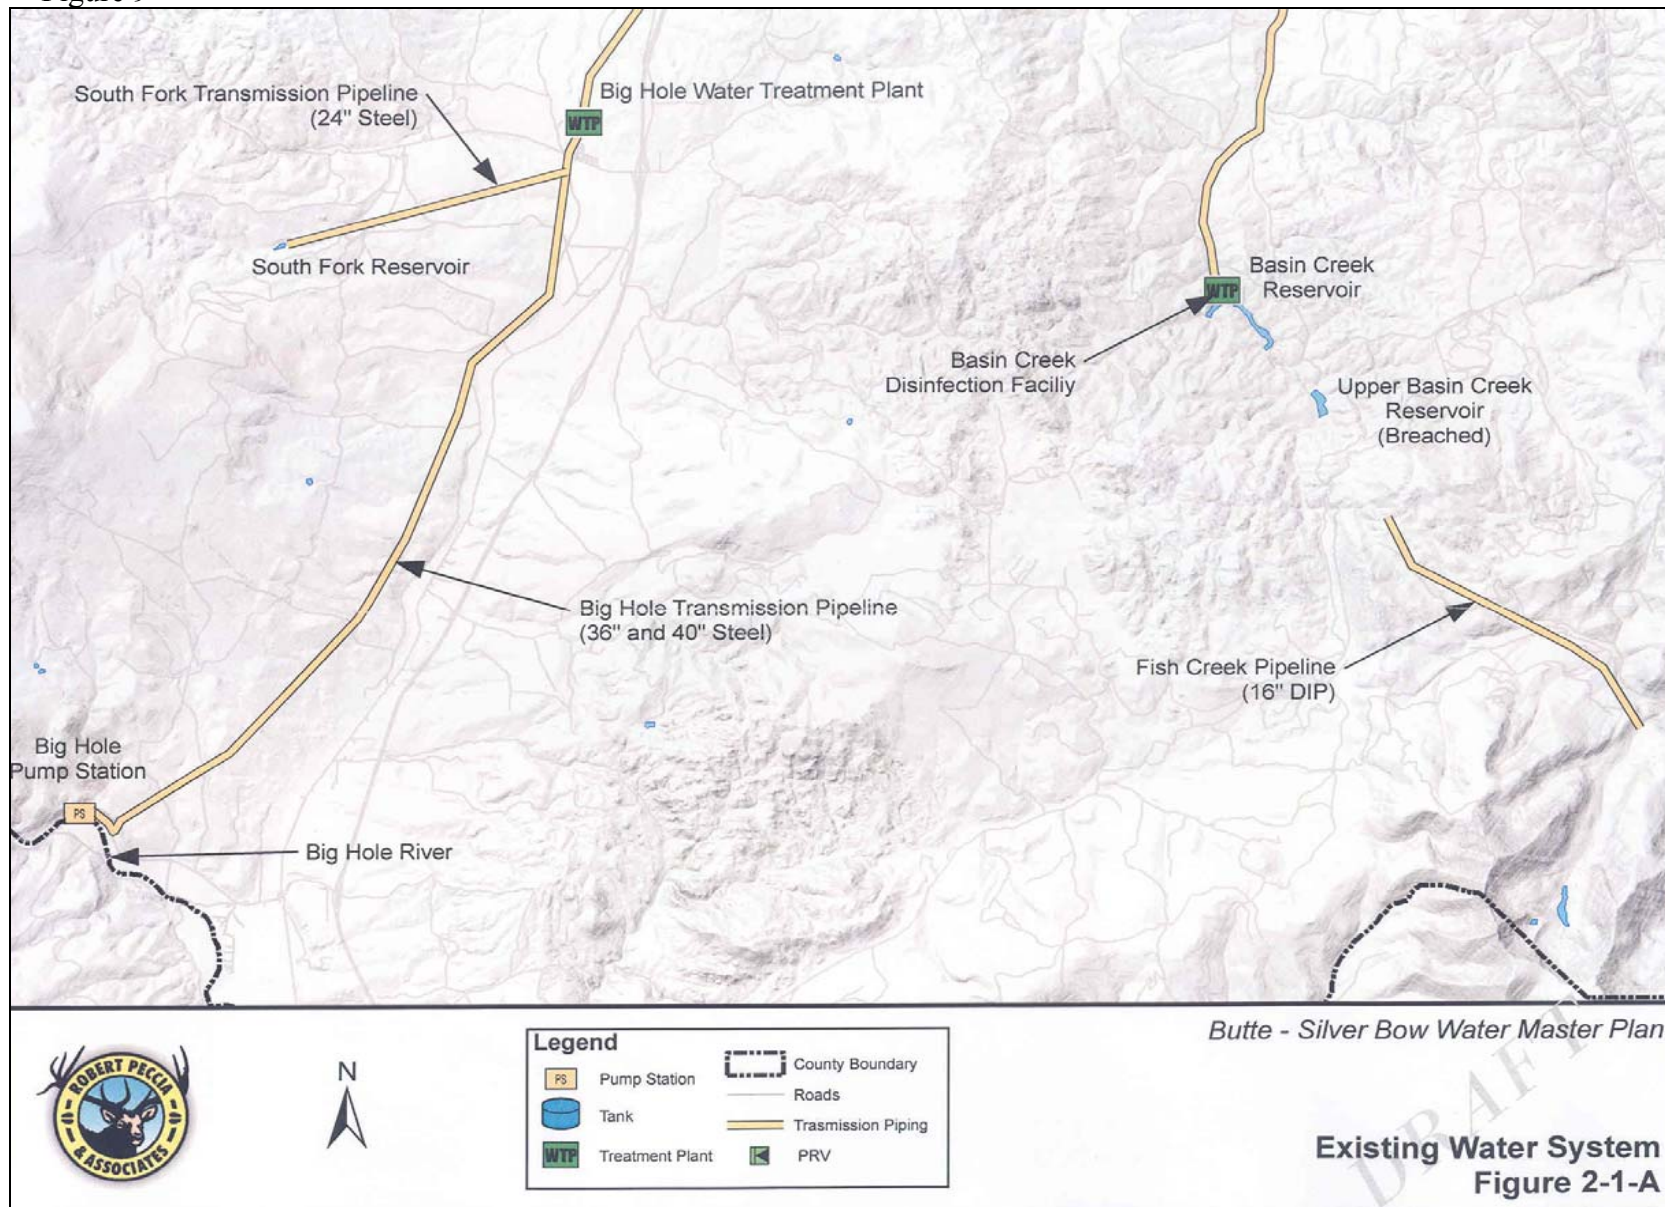 Figure 9
South Fork Transmission Pipeline
(24" Steel)
Big Hole Water Treatment Plant
WTP
South Fork Reservoir
Basin Creek
Reservoir
WTP
Basin Creek
Disinfection Faciliy
Upper Basin Creek
Reservoir
(Breached)
Big Hole Transmission Pipeline
(36" and 40" Steel)
Fish Creek Pipeline
(16" DIP)
Big Hole
Pump Station
PS
Big Hole River
Butte - Silver Bow Water Master Plan
ROBERT PECCIA
& ASSOCIATES
N
Legend
PS Pump Station
Tank
WTP Treatment Plant
County Boundary
Roads
Trasmission Piping
PRV
DRAFT
Existing Water System
Figure 2-1-A